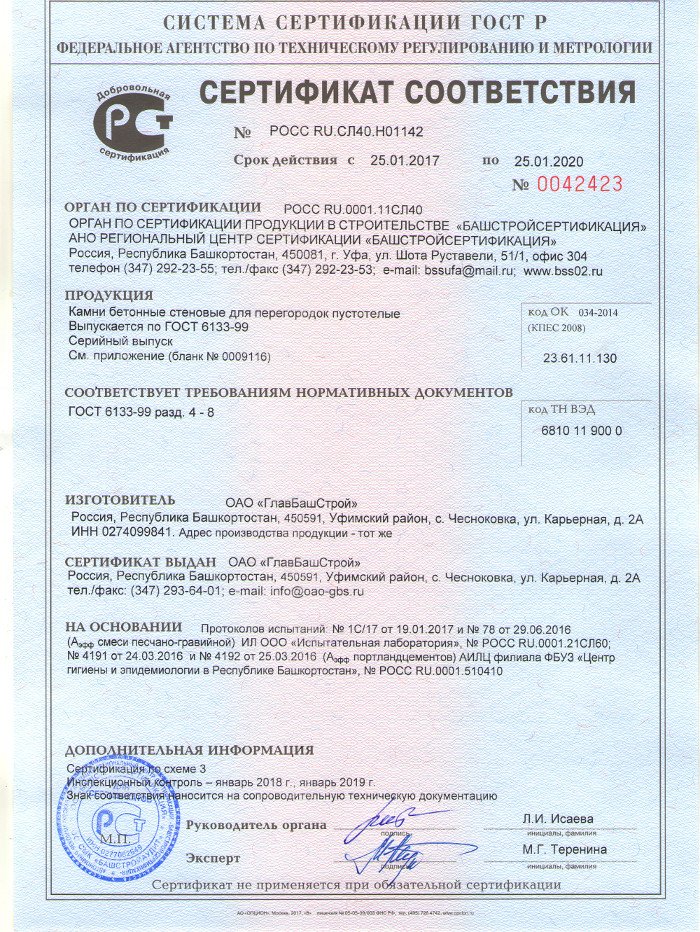 СИСТЕМА СЕРТИФИКАЦИИ ГОСТ Р
ФЕДЕРАЛЬНОЕ АГЕНТСТВО ПО ТЕХНИЧЕСКОМУ РЕГУЛИРОВАНИЮ И МЕТРОЛОГИИ
Добровольная
РСТ
сертификация
СЕРТИФИКАТ СООТВЕТСТВИЯ
№ РОСС RU.СЛ40.Н01142
Срок действия с 25.01.2017 по 25.01.2020
№ 0042423
ОРГАН ПО СЕРТИФИКАЦИИ РОСС RU.0001.11СЛ40
ОРГАН ПО СЕРТИФИКАЦИИ ПРОДУКЦИИ В СТРОИТЕЛЬСТВЕ «БАШСТРОЙСЕРТИФИКАЦИЯ»
АНО РЕГИОНАЛЬНЫЙ ЦЕНТР СЕРТИФИКАЦИИ «БАШСТРОЙСЕРТИФИКАЦИЯ»
Россия, Республика Башкортостан, 450081, г. Уфа, ул. Шота Руставели, 51/1, офис 304
телефон (347) 292-23-55; тел./факс (347) 292-23-53; e-mail: bssufa@mail.ru; www.bss02.ru
ПРОДУКЦИЯ
Камни бетонные стеновые для перегородок пустотелые
Выпускается по ГОСТ 6133-99
Серийный выпуск
См. приложение (бланк № 0009116)
код ОК 034-2014
(КПЕС 2008)
23.61.11.130
СООТВЕТСТВУЕТ ТРЕБОВАНИЯМ НОРМАТИВНЫХ ДОКУМЕНТОВ
ГОСТ 6133-99 разд. 4 - 8
код ТН ВЭД
6810 11 900 0
ИЗГОТОВИТЕЛЬ ОАО «ГлавБашСтрой»
Россия, Республика Башкортостан, 450591, Уфимский район, с. Чесноковка, ул. Карьерная, д. 2А
ИНН 0274099841. Адрес производства продукции - тот же
СЕРТИФИКАТ ВЫДАН ОАО «ГлавБашСтрой»
Россия, Республика Башкортостан, 450591, Уфимский район, с. Чесноковка, ул. Карьерная, д. 2А
тел./факс: (347) 293-64-01; e-mail: info@oao-gbs.ru
НА ОСНОВАНИИ Протоколов испытаний: № 1С/17 от 19.01.2017 и № 78 от 29.06.2016
(Аэфф смеси песчано-гравийной) ИЛ ООО «Испытательная лаборатория», № РОСС RU.0001.21СЛ60;
№ 4191 от 24.03.2016 и № 4192 от 25.03.2016 (Аэфф портландцементов) АИЛЦ филиала ФБУЗ «Центр
гигиены и эпидемиологии в Республике Башкортостан», № РОСС RU.0001.510410
ДОПОЛНИТЕЛЬНАЯ ИНФОРМАЦИЯ
Сертификация по схеме 3
Инспекционный контроль – январь 2018 г., январь 2019 г.
Знак соответствия наносится на сопроводительную техническую документацию
М.П.
Руководитель органа
подпись
Л.И. Исаева
инициалы, фамилия
Эксперт
подпись
М.Г. Теренина
инициалы, фамилия
Сертификат не применяется при обязательной сертификации